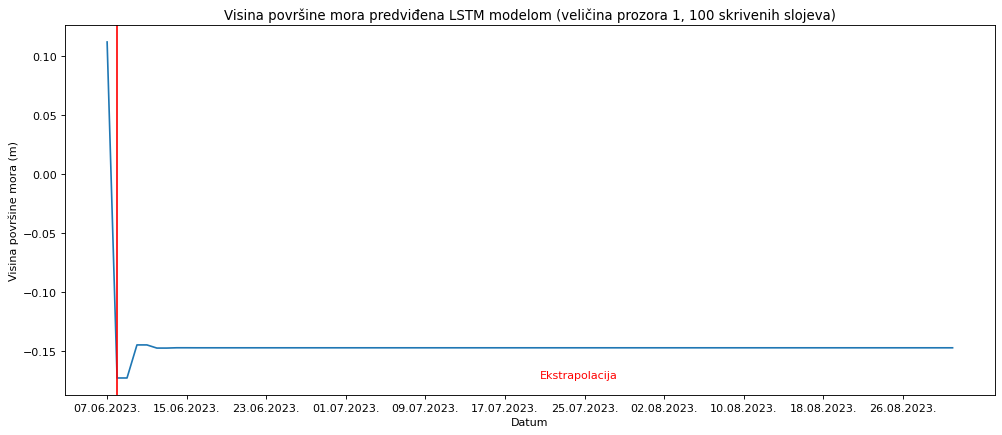 Visina površine mora predviđena LSTM modelom (veličina prozora 1, 100 skrivenih slojeva)
Visina površine mora (m)
0.10
0.05
0.00
−0.05
−0.10
−0.15
Ekstrapolacija
07.06.2023. 15.06.2023. 23.06.2023. 01.07.2023. 09.07.2023. 17.07.2023. 25.07.2023. 02.08.2023. 10.08.2023. 18.08.2023. 26.08.2023.
Datum